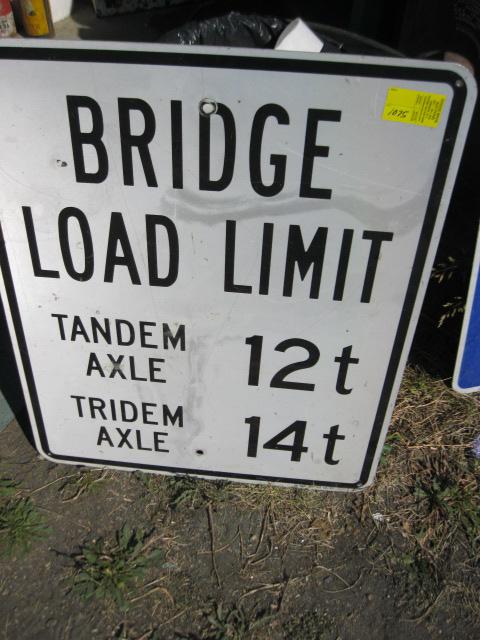 BRIDGE
LOAD LIMIT
TANDEM
AXLE 12t
TRIDEM
AXLE 14t